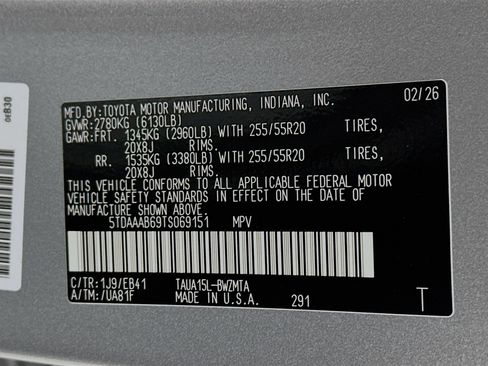 0EB30
MFD.BY:TOYOTA MOTOR MANUFACTURING, INDIANA, INC. 02/26
GVWR:2780KG (6130LB)
GAWR:FRT. 1345KG (2960LB) WITH 255/55R20 TIRES,
20X8J RIMS.
RR. 1535KG (3380LB) WITH 255/55R20 TIRES,
20X8J RIMS.
THIS VEHICLE CONFORMS TO ALL APPLICABLE FEDERAL MOTOR
VEHICLE SAFETY STANDARDS IN EFFECT ON THE DATE OF
MANUFACTURE SHOWN ABOVE.
5TDAAAB69TS069151 MPV
C/TR:1J9/EB41 TAUA15L-BWZMTA
A/TM:/UA81F MADE IN U.S.A. 291 T